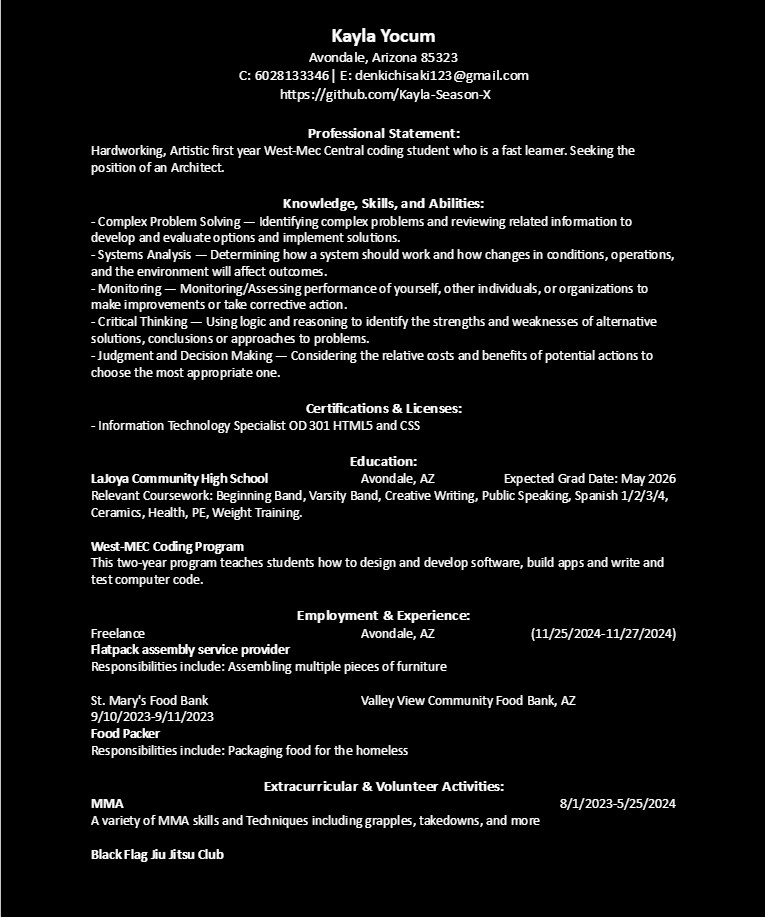 Kayla Yocum
Avondale, Arizona 85323
C: 6028133346| E: denkichisaki123@gmail.com
https://github.com/Kayla-Season-X
Professional Statement:
Hardworking, Artistic first year West-Mec Central coding student who is a fast learner. Seeking the
position of an Architect.
Knowledge, Skills, and Abilities:
- Complex Problem Solving — Identifying complex problems and reviewing related information to
develop and evaluate options and implement solutions.
- Systems Analysis — Determining how a system should work and how changes in conditions, operations,
and the environment will affect outcomes.
- Monitoring — Monitoring/Assessing performance of yourself, other individuals, or organizations to
make improvements or take corrective action.
- Critical Thinking — Using logic and reasoning to identify the strengths and weaknesses of alternative
solutions, conclusions or approaches to problems.
- Judgment and Decision Making — Considering the relative costs and benefits of potential actions to
choose the most appropriate one.
Certifications & Licenses:
- Information Technology Specialist OD 301 HTML5 and CSS
Education:
LaJoya Community High School Avondale, AZ Expected Grad Date: May 2026
Relevant Coursework: Beginning Band, Varsity Band, Creative Writing, Public Speaking, Spanish 1/2/3/4,
Ceramics, Health, PE, Weight Training.
West-MEC Coding Program
This two-year program teaches students how to design and develop software, build apps and write and
test computer code.
Employment & Experience:
Freelance Avondale, AZ (11/25/2024-11/27/2024)
Flatpack assembly service provider
Responsibilities include: Assembling multiple pieces of furniture
St. Mary's Food Bank Valley View Community Food Bank, AZ
9/10/2023-9/11/2023
Food Packer
Responsibilities include: Packaging food for the homeless
Extracurricular & Volunteer Activities:
MMA 8/1/2023-5/25/2024
A variety of MMA skills and Techniques including grapples, takedowns, and more
Black Flag Jiu Jitsu Club